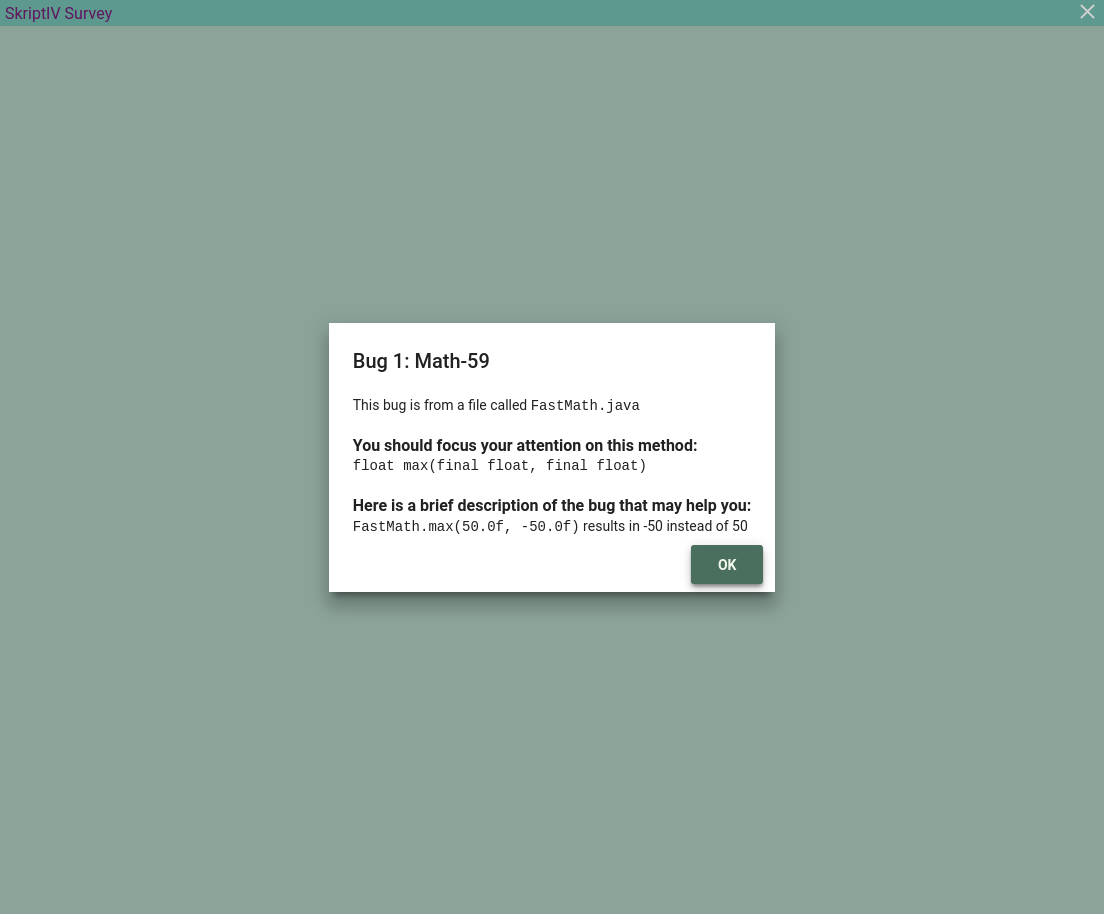 SkriptIV Survey
Bug 1: Math-59
This bug is from a file called FastMath.java
You should focus your attention on this method:
float max(final float, final float)
Here is a brief description of the bug that may help you:
FastMath.max(50.0f, -50.0f) results in -50 instead of 50
OK